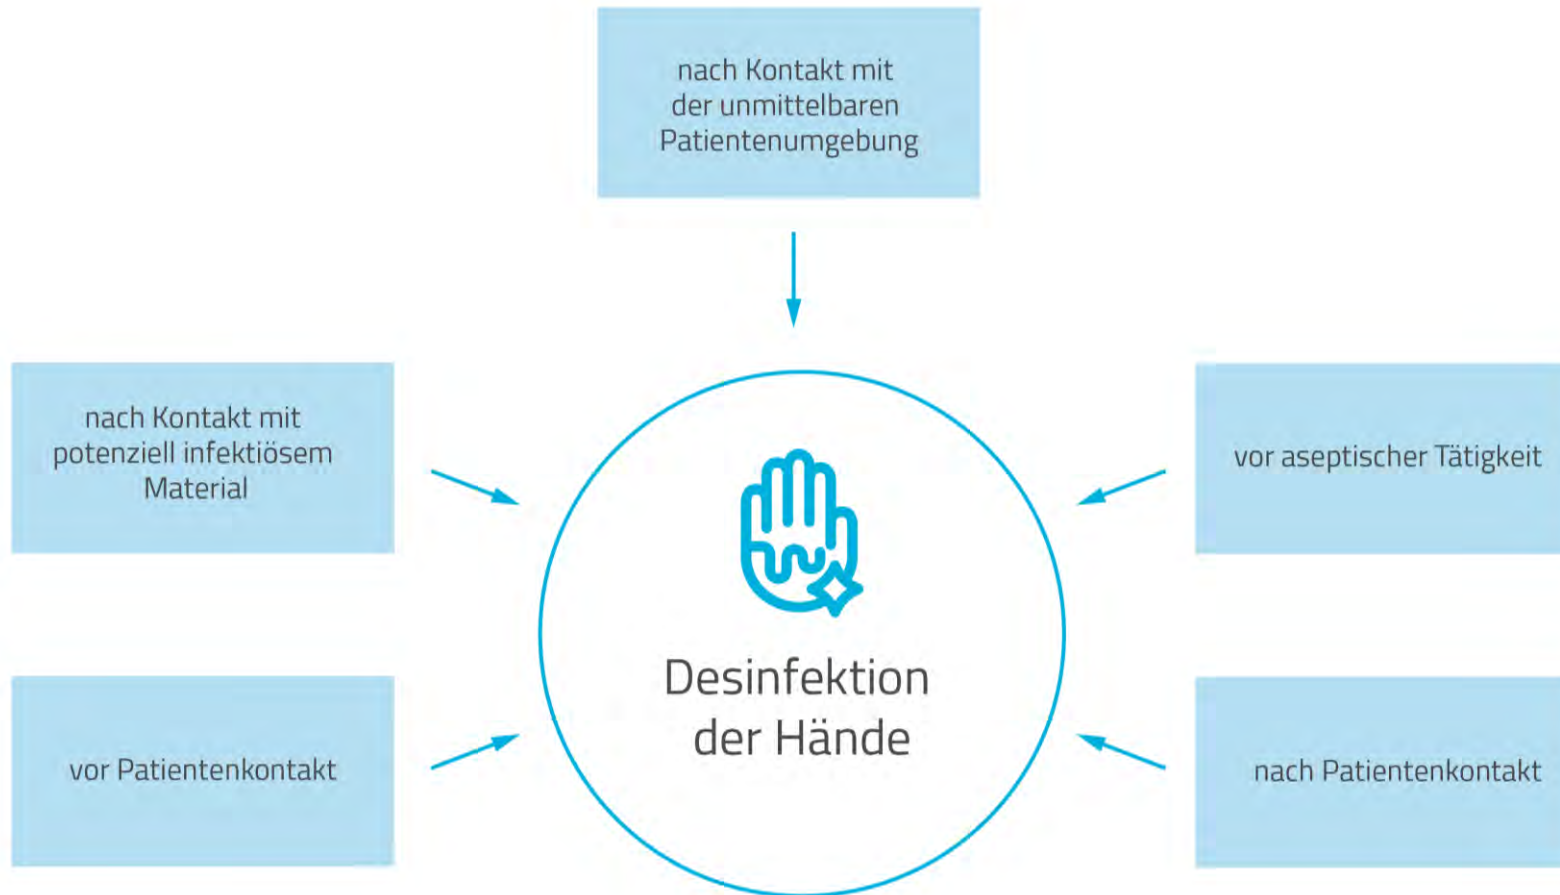 nach Kontakt mit
der unmittelbaren
Patientenumgebung
nach Kontakt mit
potenziell infektiösem
Material
vor aseptischer Tätigkeit
Desinfektion
der Hände
vor Patientenkontakt
nach Patientenkontakt